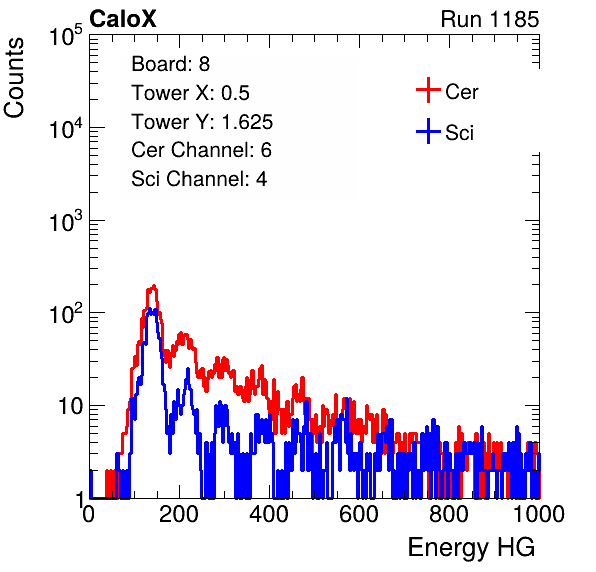 CaloX Run 1185
Counts
10^5
10^4
10^3
10^2
10
1
Board: 8
Tower X: 0.5
Tower Y: 1.625
Cer Channel: 6
Sci Channel: 4
Cer
Sci
0 200 400 600 800 1000
Energy HG